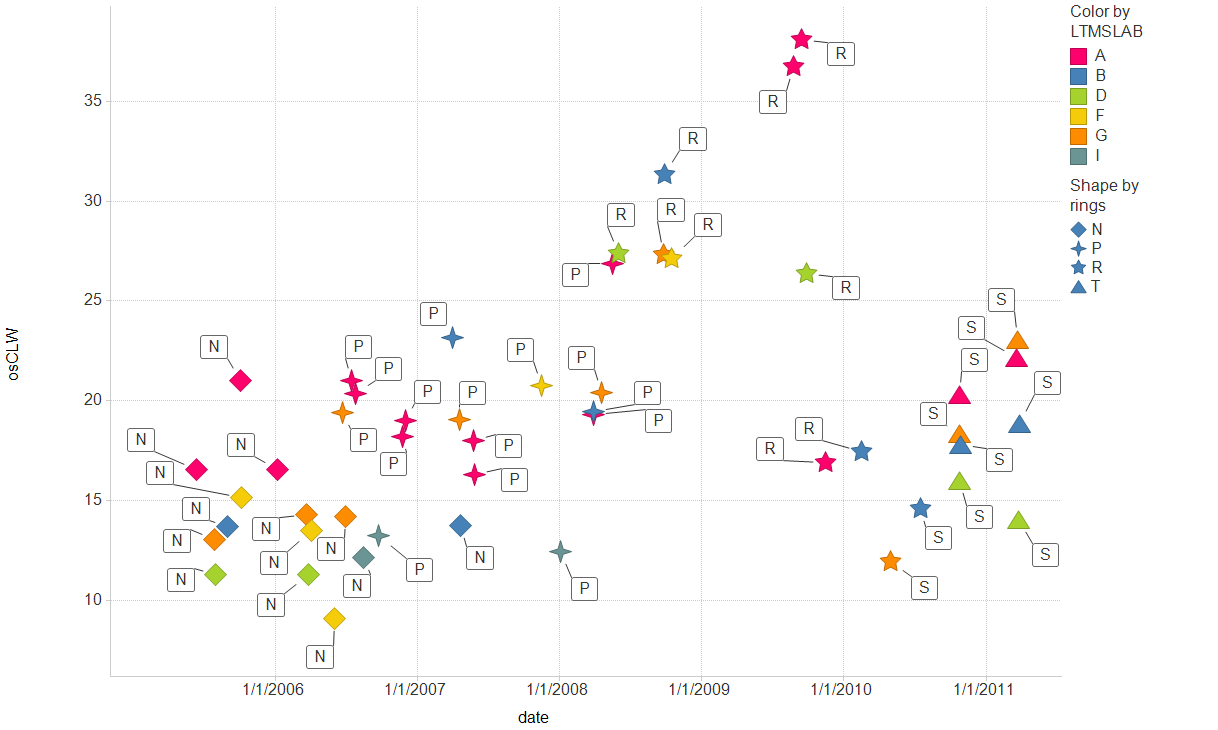 Color by
LTMSLAB
A
B
D
F
G
I
Shape by
rings
N
P
R
T
osCLW
35
30
25
20
15
10
R
R
R
R
R
R
P
R
S
P
S
N
P
P
P
S
P
S
P
P
R
P
P
S
N
N
P
R
P
S
P
N
P
N
S
N
N
S
N
N
N
S
N
P
N
N
P
S
N
N
1/1/2006
1/1/2007
1/1/2008
1/1/2009
1/1/2010
1/1/2011
date